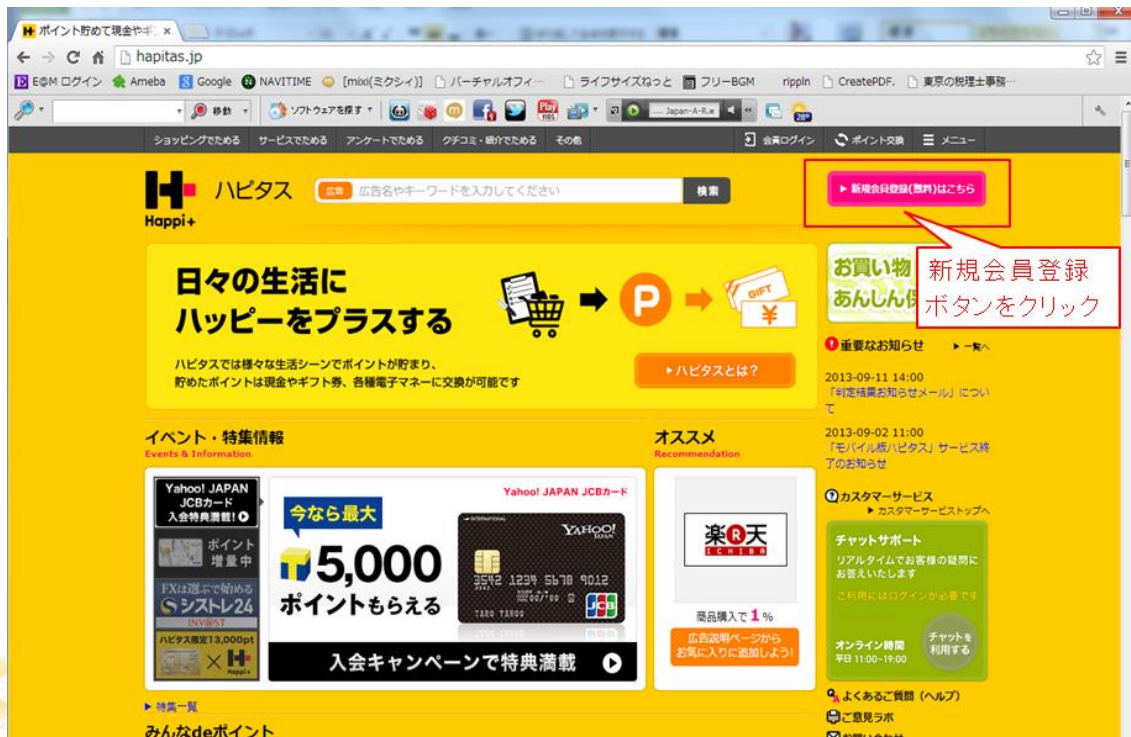 ポイント貯めて現金やギ
hapitas.jp
E@M ログイン Ameba Google NAVITIME [mixi(ミクシィ)] バーチャルオフィ… ライフサイズねっと フリーBGM rippln CreatePDF. 東京の税理士事務…
移動 ソフトウェアを探す Japan-A-R.. 28°
ショッピングでためる サービスでためる アンケートでためる クチコミ・紹介でためる その他 会員ログイン ポイント交換 メニュー
H ハピタス 広告 広告名やキーワードを入力してください 検索 ▶ 新規会員登録(無料)はこちら
Happi+
新規会員登録
ボタンをクリック
日々の生活に
ハッピーをプラスする
P GIFT ¥
ハピタスでは様々な生活シーンでポイントが貯まり、
貯めたポイントは現金やギフト券、各種電子マネーに交換が可能です
▶ハピタスとは?
お買い物
あんしん保
重要なお知らせ ▶ 一覧へ
2013-09-11 14:00
「判定結果お知らせメール」につい
て
2013-09-02 11:00
「モバイル版ハピタス」サービス終
了のお知らせ
イベント・特集情報
Events & Information
Yahoo! JAPAN
JCBカード
入会特典満載!
ポイント
増量中
FXは選ぶで始める
シストレ24
INV@ST
ハピタス限定13,000pt
× H
Yahoo! JAPAN JCBカード
今なら最大
T5,000
ポイントもらえる
YAHOO!
JAPAN
3542 1234 5678 9012
TARO YAHOO
JCB
入会キャンペーンで特典満載
オススメ
Recommendation
楽R天
ICHIBA
商品購入で1%
広告説明ページから
お気に入りに追加しよう!
カスタマーサービス
▶ カスタマーサービストップへ
チャットサポート
リアルタイムでお客様の疑問に
お答えいたします
ご利用にはログインが必要です
オンライン時間
平日 11:00~19:00
チャットを
利用する
よくあるご質問(ヘルプ)
ご意見ラボ
お問い合わせ
▶ 特集一覧
みんなdeポイント